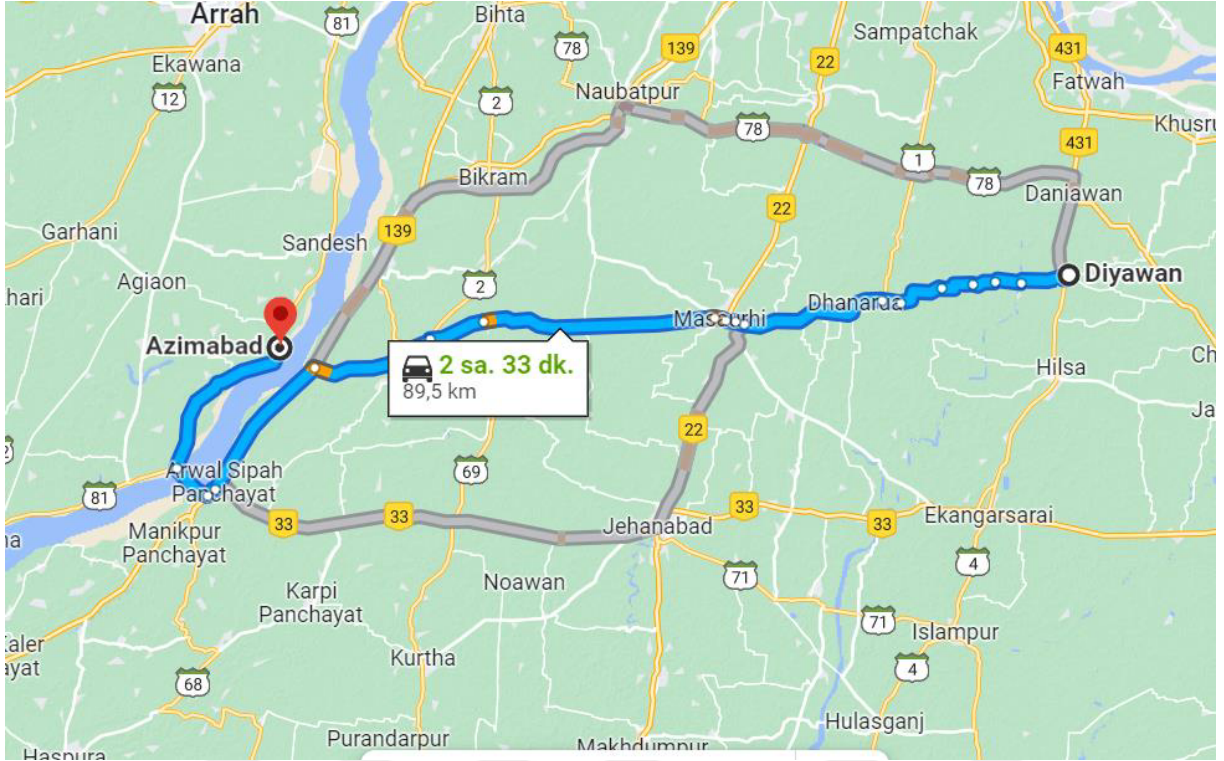 Arrah
81
Bihta
78
139
22
Sampatchak
431
Fatwah
Ekawana
12
2
Naubatpur
78
1
78
431
Bikram
Daniawan
22
139
Garhani
Sandesh
Agiaon
2
Diyawan
Dhanarua
Masaurhi
Azimabad
2 sa. 33 dk.
89,5 km
Hilsa
22
Arwal Sipah
Panchayat
69
81
33
33
Jehanabad
33
33
Ekangarsarai
Manikpur
Panchayat
Noawan
71
4
Karpi
Panchayat
71
Islampur
Kurtha
4
68
Hulasganj
Purandarpur
Makhdumpur
Haspura